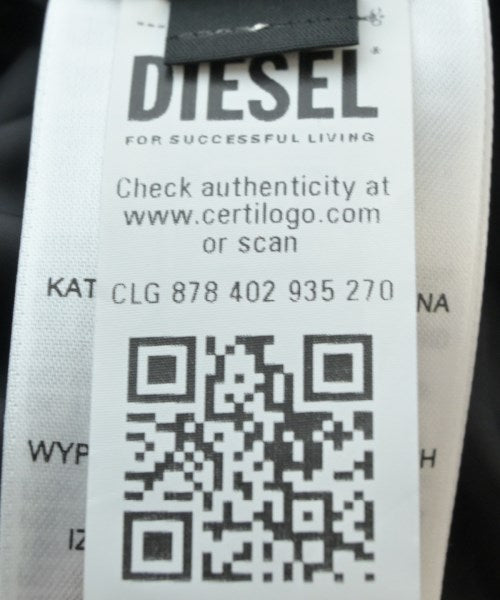 DIESEL®
FOR SUCCESSFUL LIVING
Check authenticity at
www.certilogo.com
or scan
CLG 878 402 935 270
KAT
NA
WYP
H
IZ